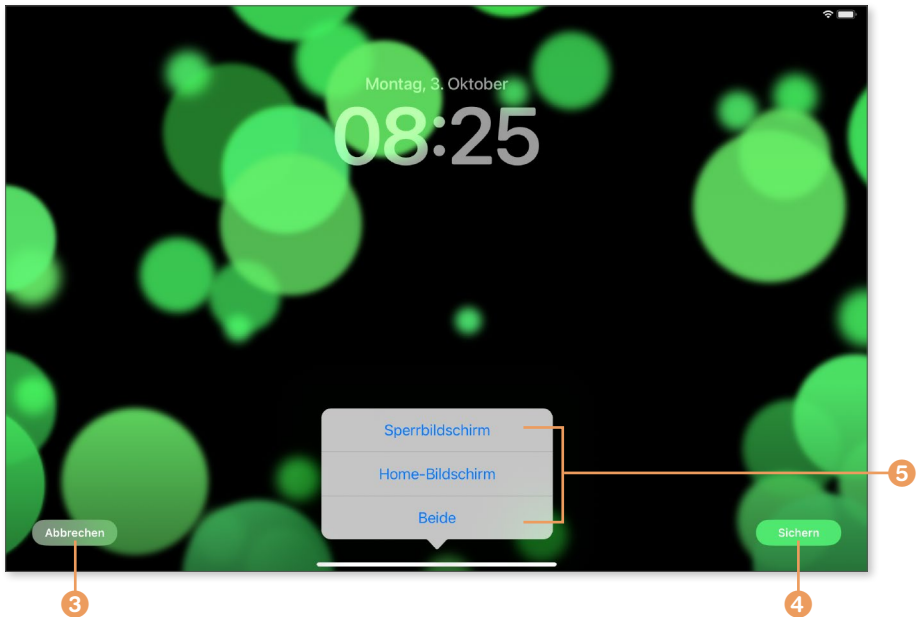 Montag, 3. Oktober
08:25
Sperrbildschirm
Home-Bildschirm
5
Beide
Abbrechen
Sichern
3
4